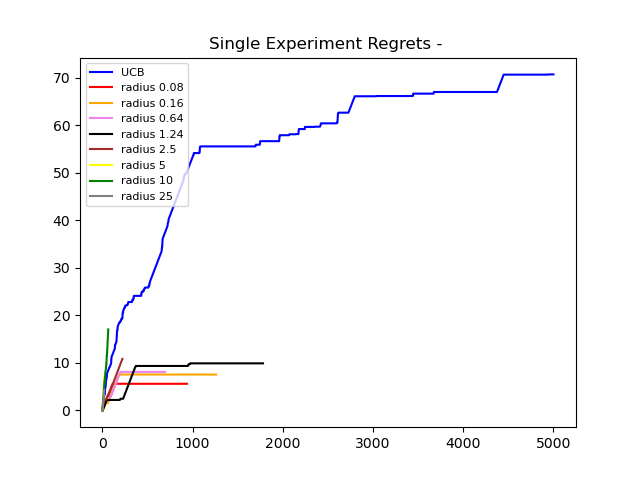 Single Experiment Regrets -
UCB
radius 0.08
radius 0.16
radius 0.64
radius 1.24
radius 2.5
radius 5
radius 10
radius 25
70
60
50
40
30
20
10
0
0 1000 2000 3000 4000 5000